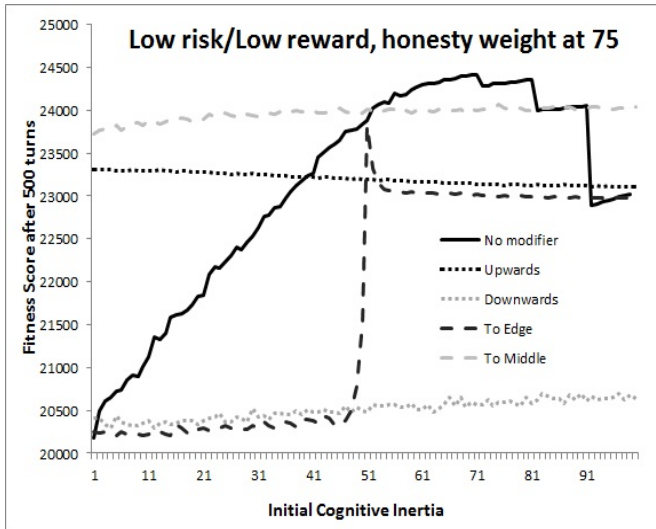 Low risk/Low reward, honesty weight at 75
Fitness Score after 500 turns
25000
24500
24000
23500
23000
22500
22000
21500
21000
20500
20000
No modifier
Upwards
Downwards
To Edge
To Middle
1 11 21 31 41 51 61 71 81 91
Initial Cognitive Inertia